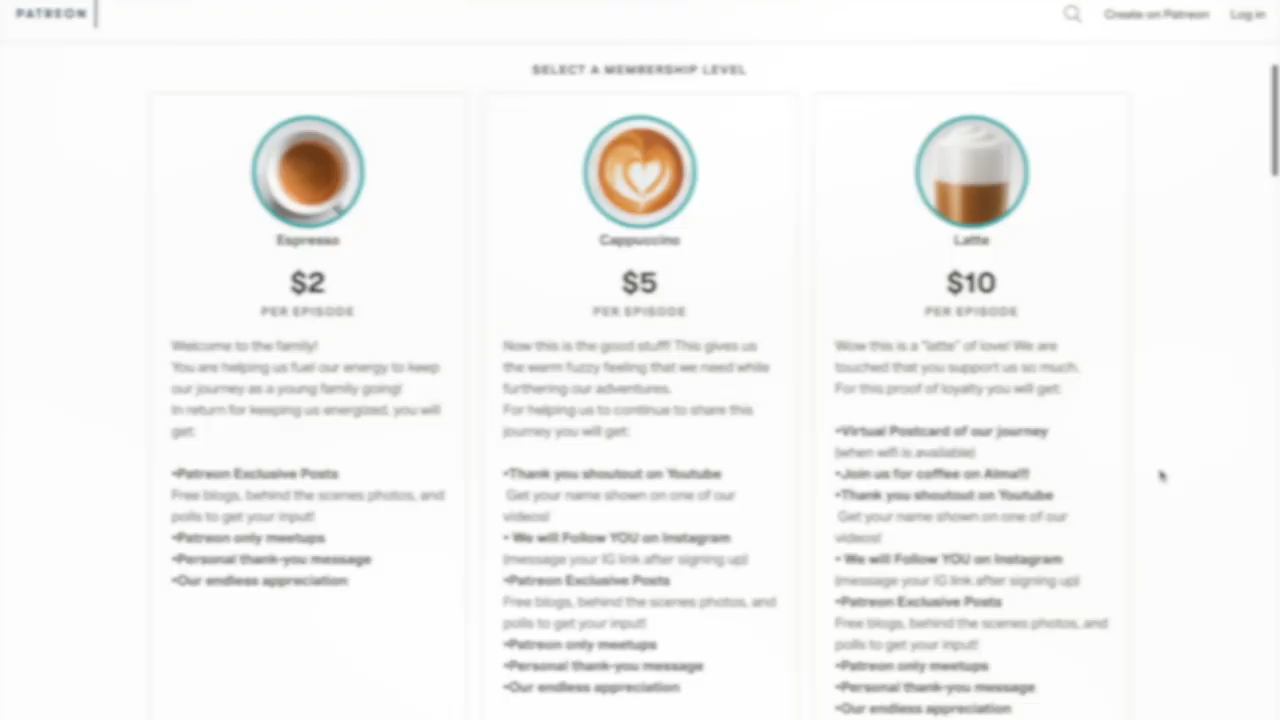 PATREON
Create on Patreon
Log in
SELECT A MEMBERSHIP LEVEL
Espresso
$2
PER EPISODE
Welcome to the family!
You are helping us fuel our energy to keep
our journey as a young family going!
In return for keeping us energized, you will
get:
•Patreon Exclusive Posts
Free blogs, behind the scenes photos, and
polls to get your input!
•Patreon only meetups
•Personal thank-you message
•Our endless appreciation
Cappuccino
$5
PER EPISODE
Now this is the good stuff! This gives us
the warm fuzzy feeling that we need while
furthering our adventures.
For helping us to continue to share this
journey you will get:
•Thank you shoutout on Youtube
Get your name shown on one of our
videos!
• We will Follow YOU on Instagram
(message your IG link after signing up)
•Patreon Exclusive Posts
Free blogs, behind the scenes photos, and
polls to get your input!
•Patreon only meetups
•Personal thank-you message
•Our endless appreciation
Latte
$10
PER EPISODE
Wow this is a "latte" of love! We are
touched that you support us so much.
For this proof of loyalty you will get:
•Virtual Postcard of our journey
(when wifi is available)
•Join us for coffee on Alma!!!
•Thank you shoutout on Youtube
Get your name shown on one of our
videos!
• We will Follow YOU on Instagram
(message your IG link after signing up)
•Patreon Exclusive Posts
Free blogs, behind the scenes photos, and
polls to get your input!
•Patreon only meetups
•Personal thank-you message
•Our endless appreciation